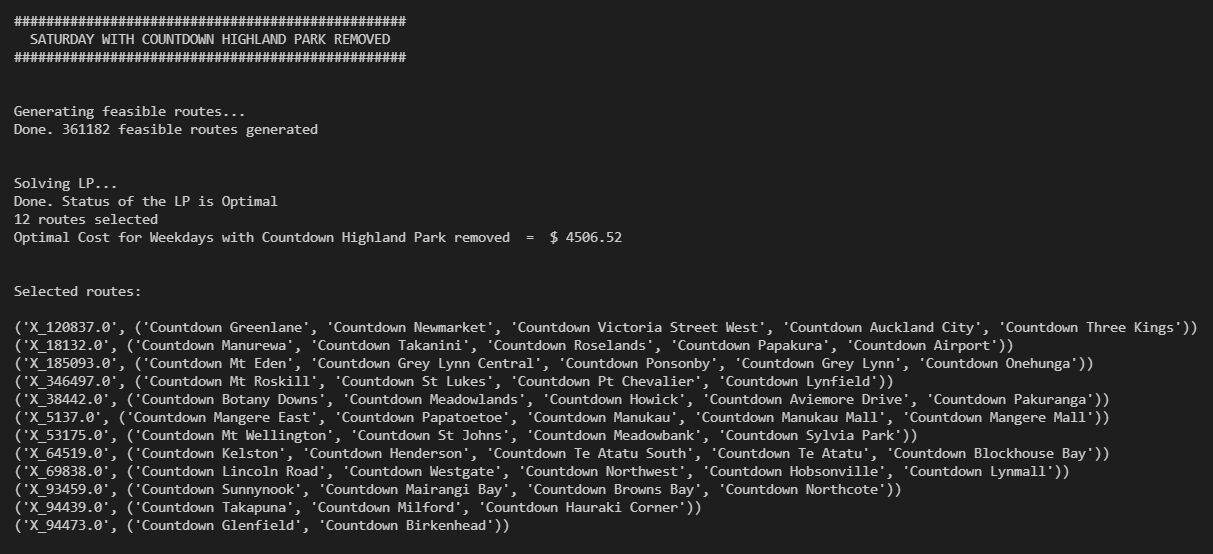 #################################################
SATURDAY WITH COUNTDOWN HIGHLAND PARK REMOVED
#################################################
Generating feasible routes...
Done. 361182 feasible routes generated
Solving LP...
Done. Status of the LP is Optimal
12 routes selected
Optimal Cost for Weekdays with Countdown Highland Park removed  =  $ 4506.52
Selected routes:
('X_120837.0', ('Countdown Greenlane', 'Countdown Newmarket', 'Countdown Victoria Street West', 'Countdown Auckland City', 'Countdown Three Kings'))
('X_18132.0', ('Countdown Manurewa', 'Countdown Takanini', 'Countdown Roselands', 'Countdown Papakura', 'Countdown Airport'))
('X_185093.0', ('Countdown Mt Eden', 'Countdown Grey Lynn Central', 'Countdown Ponsonby', 'Countdown Grey Lynn', 'Countdown Onehunga'))
('X_346497.0', ('Countdown Mt Roskill', 'Countdown St Lukes', 'Countdown Pt Chevalier', 'Countdown Lynfield'))
('X_38442.0', ('Countdown Botany Downs', 'Countdown Meadowlands', 'Countdown Howick', 'Countdown Aviemore Drive', 'Countdown Pakuranga'))
('X_5137.0', ('Countdown Mangere East', 'Countdown Papatoetoe', 'Countdown Manukau', 'Countdown Manukau Mall', 'Countdown Mangere Mall'))
('X_53175.0', ('Countdown Mt Wellington', 'Countdown St Johns', 'Countdown Meadowbank', 'Countdown Sylvia Park'))
('X_64519.0', ('Countdown Kelston', 'Countdown Henderson', 'Countdown Te Atatu South', 'Countdown Te Atatu', 'Countdown Blockhouse Bay'))
('X_69838.0', ('Countdown Lincoln Road', 'Countdown Westgate', 'Countdown Northwest', 'Countdown Hobsonville', 'Countdown Lynmall'))
('X_93459.0', ('Countdown Sunnynook', 'Countdown Mairangi Bay', 'Countdown Browns Bay', 'Countdown Northcote'))
('X_94439.0', ('Countdown Takapuna', 'Countdown Milford', 'Countdown Hauraki Corner'))
('X_94473.0', ('Countdown Glenfield', 'Countdown Birkenhead'))